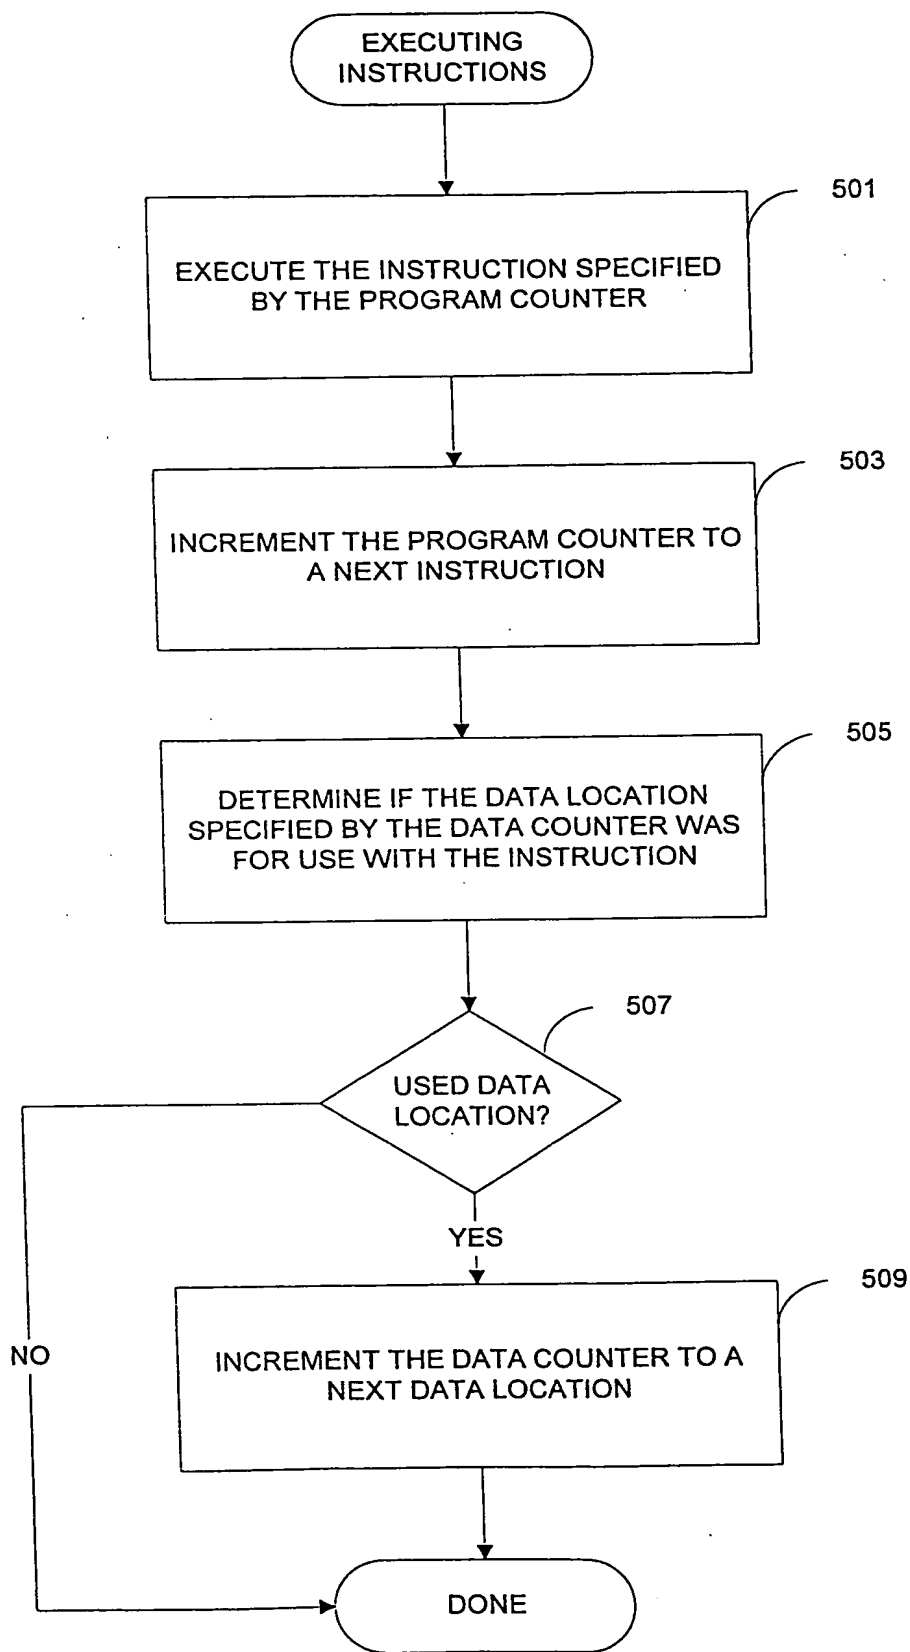 EXECUTING
INSTRUCTIONS
501
EXECUTE THE INSTRUCTION SPECIFIED
BY THE PROGRAM COUNTER
503
INCREMENT THE PROGRAM COUNTER TO
A NEXT INSTRUCTION
505
DETERMINE IF THE DATA LOCATION
SPECIFIED BY THE DATA COUNTER WAS
FOR USE WITH THE INSTRUCTION
507
USED DATA
LOCATION?
YES
509
NO
INCREMENT THE DATA COUNTER TO A
NEXT DATA LOCATION
DONE